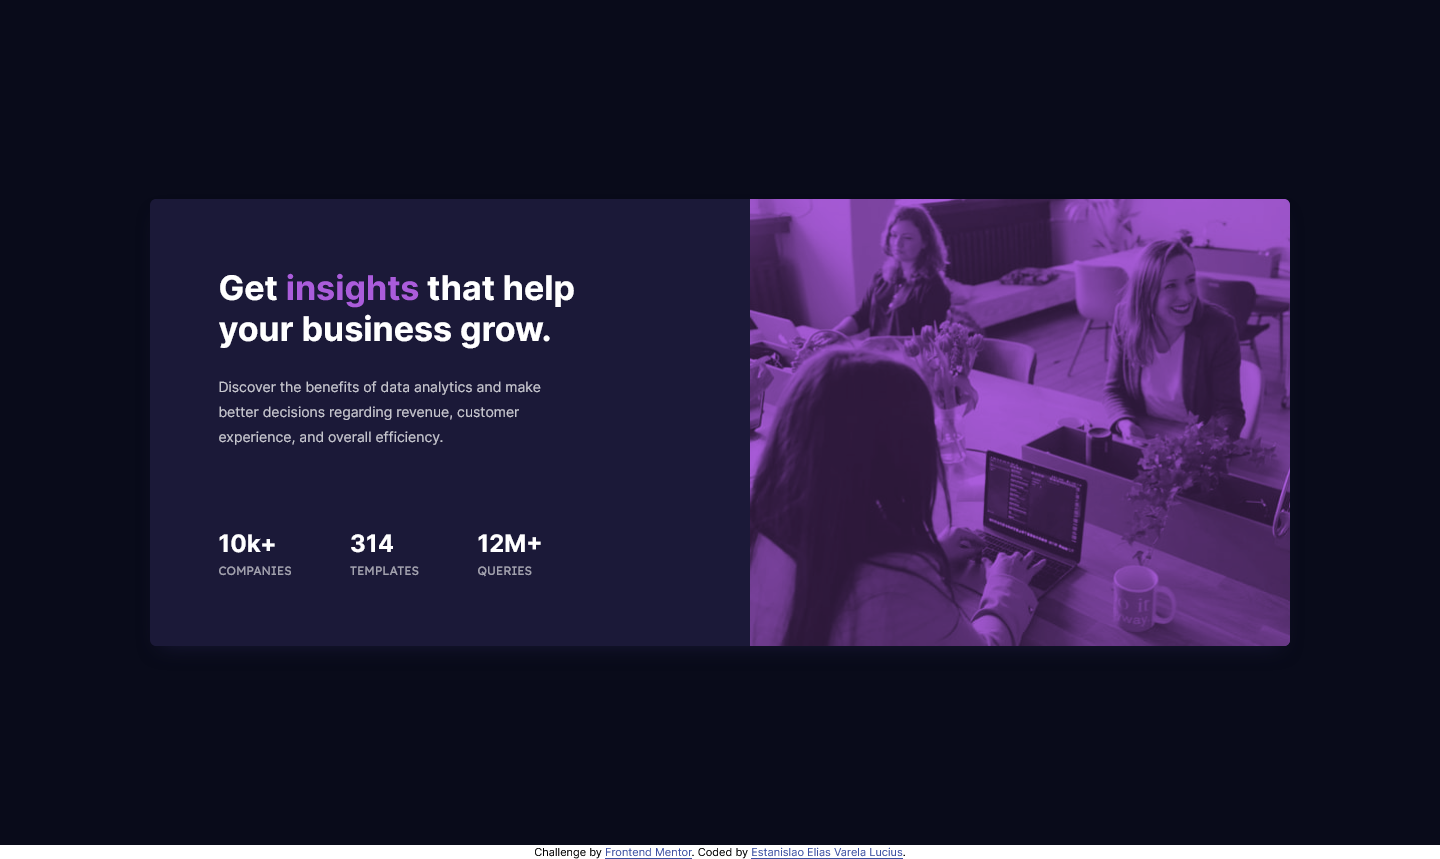 Get insights that help
your business grow.
Discover the benefits of data analytics and make
better decisions regarding revenue, customer
experience, and overall efficiency.
10k+ 314 12M+
COMPANIES TEMPLATES QUERIES
Challenge by Frontend Mentor. Coded by Estanislao Elias Varela Lucius.